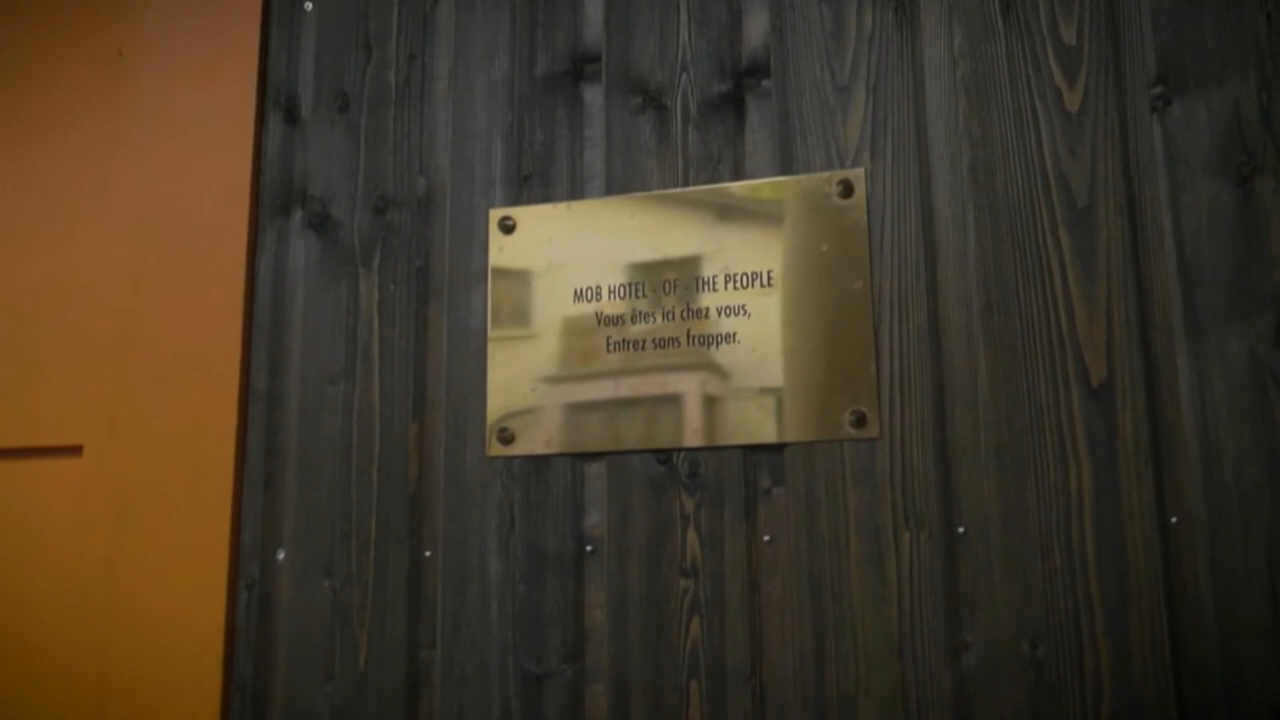 MOB HOTEL - OF - THE PEOPLE
Vous êtes ici chez vous,
Entrez sans frapper.